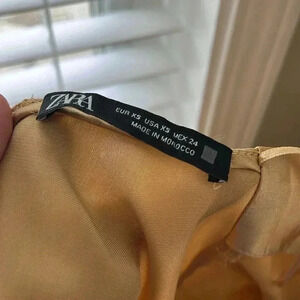 ZARA
EUR XS USA XS MEX 24
MADE IN MOROCCO